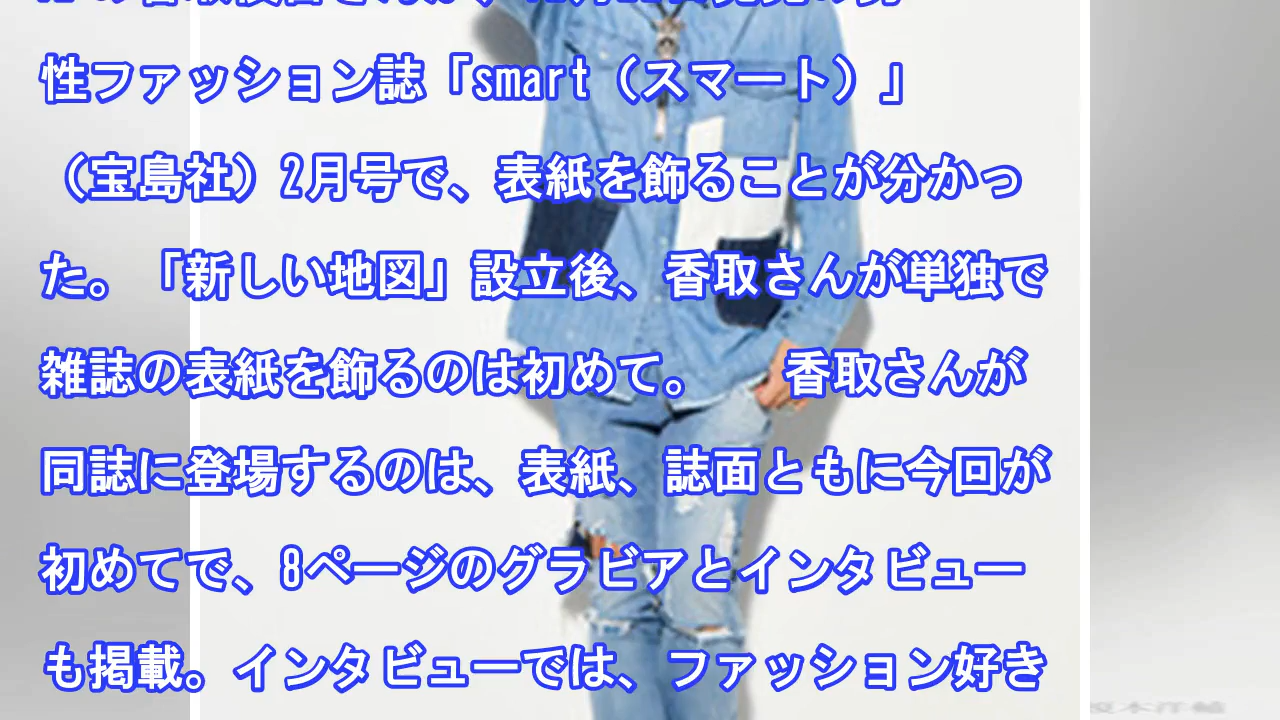 性ファッション誌「smart（スマート）」
（宝島社）2月号で、表紙を飾ることが分かっ
た。「新しい地図」設立後、香取さんが単独で
雑誌の表紙を飾るのは初めて。　香取さんが
同誌に登場するのは、表紙、誌面ともに今回が
初めてで、8ページのグラビアとインタビュー
も掲載。インタビューでは、ファッション好き